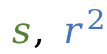 s, r²